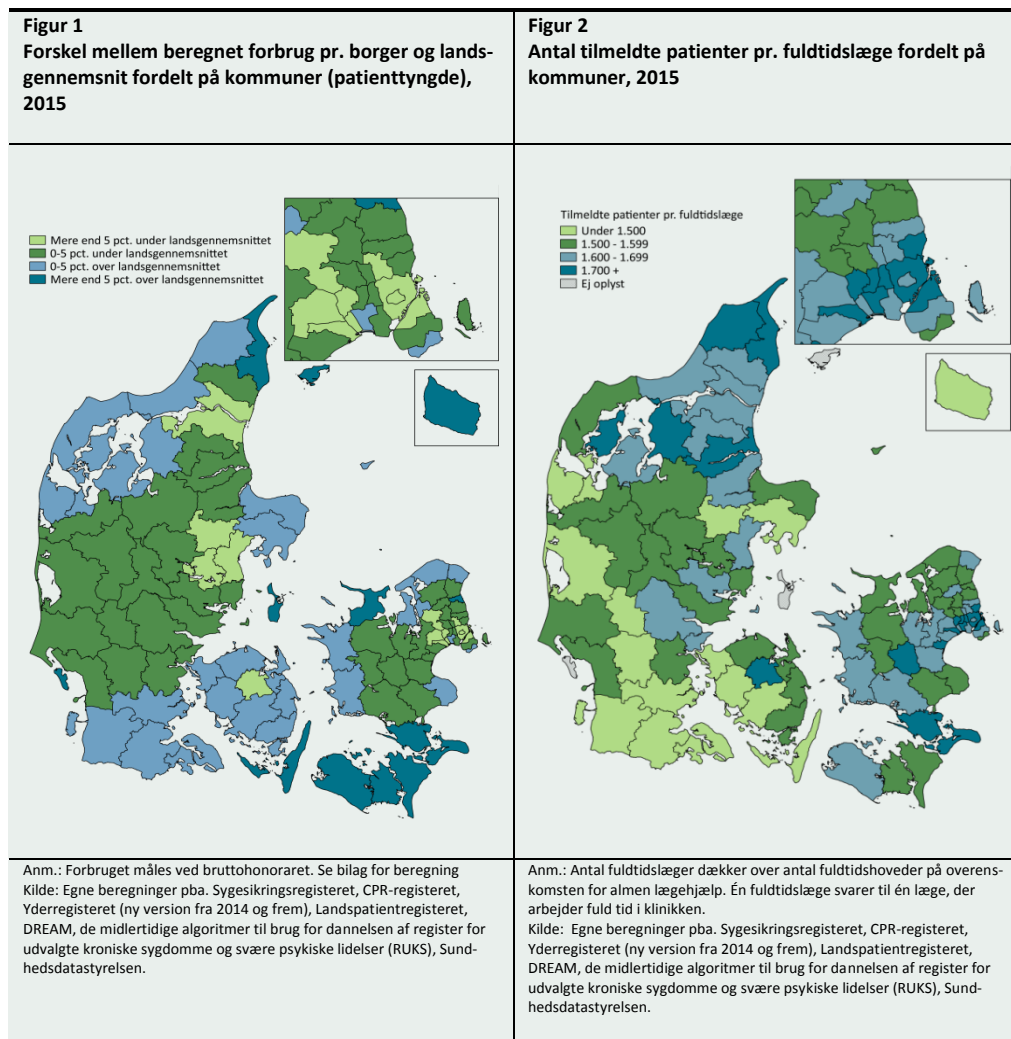 Figur 1
Forskel mellem beregnet forbrug pr. borger og lands-
gennemsnit fordelt på kommuner (patienttyngde),
2015
Figur 2
Antal tilmeldte patienter pr. fuldtidslæge fordelt på
kommuner, 2015
Mere end 5 pct. under landsgennemsnittet
0-5 pct. under landsgennemsnittet
0-5 pct. over landsgennemsnittet
Mere end 5 pct. over landsgennemsnittet
Tilmeldte patienter pr. fuldtidslæge
Under 1.500
1.500 - 1.599
1.600 - 1.699
1.700 +
Ej oplyst
Anm.: Forbruget måles ved bruttohonoraret. Se bilag for beregning
Kilde: Egne beregninger pba. Sygesikringsregisteret, CPR-registeret,
Yderregisteret (ny version fra 2014 og frem), Landspatientregisteret,
DREAM, de midlertidige algoritmer til brug for dannelsen af register for
udvalgte kroniske sygdomme og svære psykiske lidelser (RUKS), Sund-
hedsdatastyrelsen.
Anm.: Antal fuldtidslæger dækker over antal fuldtidshoveder på overens-
komsten for almen lægehjælp. Én fuldtidslæge svarer til én læge, der
arbejder fuld tid i klinikken.
Kilde: Egne beregninger pba. Sygesikringsregisteret, CPR-registeret,
Yderregisteret (ny version fra 2014 og frem), Landspatientregisteret,
DREAM, de midlertidige algoritmer til brug for dannelsen af register for
udvalgte kroniske sygdomme og svære psykiske lidelser (RUKS), Sund-
hedsdatastyrelsen.